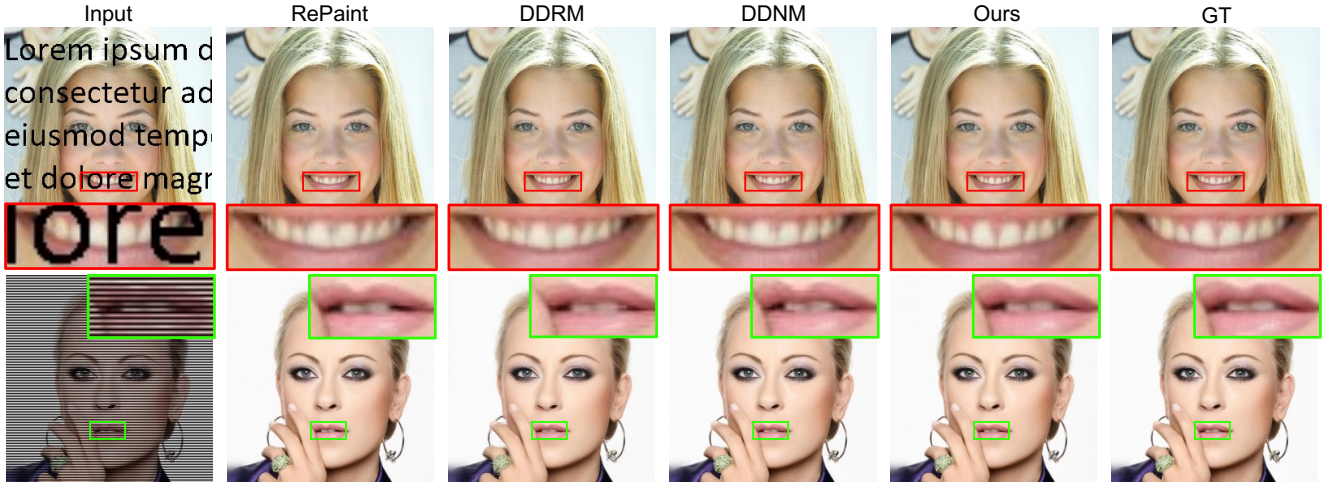 Input RePaint DDRM DDNM Ours GT
Lorem ipsum d
consectetur ad
eiusmod temp
et dolore magr
lore